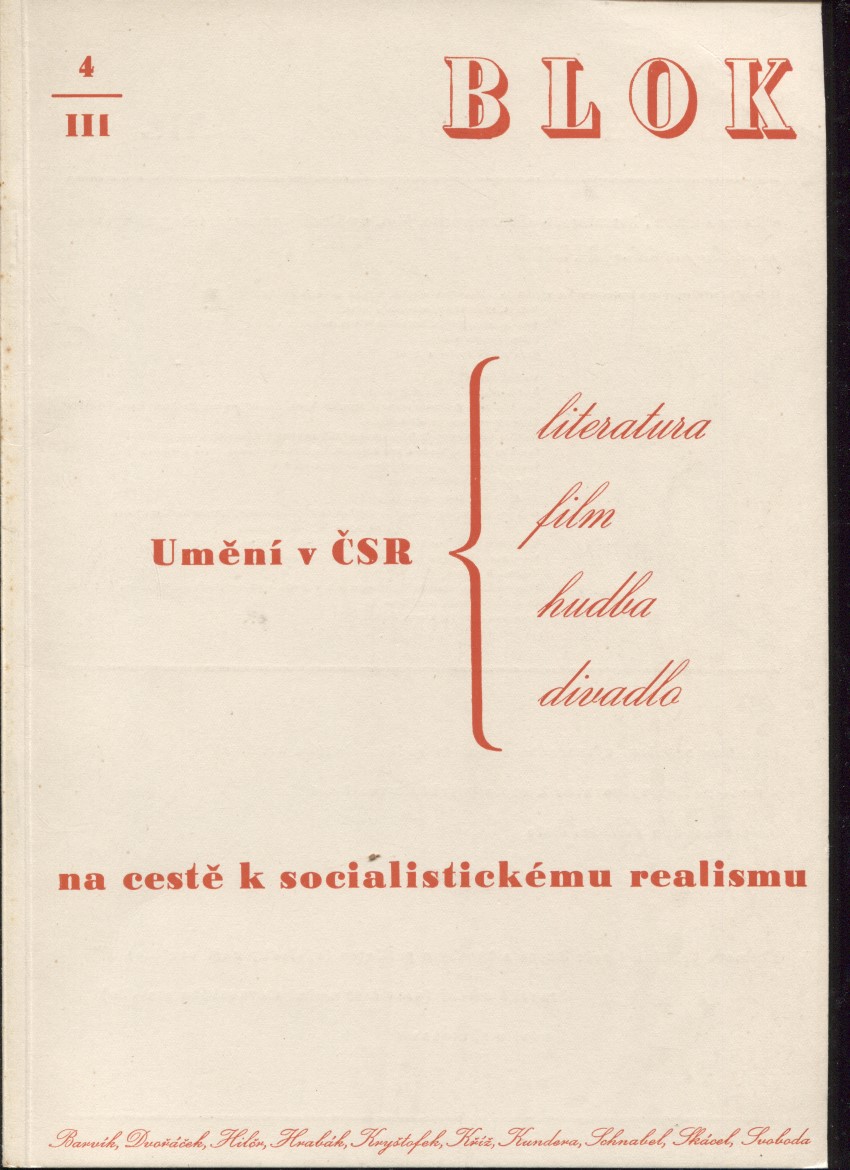 4
III
BLOK
Umění v ČSR
literatura
film
hudba
divadlo
na cestě k socialistickému realismu
Barvík, Dvořáček, Hilčr, Hrabák, Kryštofek, Kříž, Kundera, Schnabel, Skácel, Svoboda